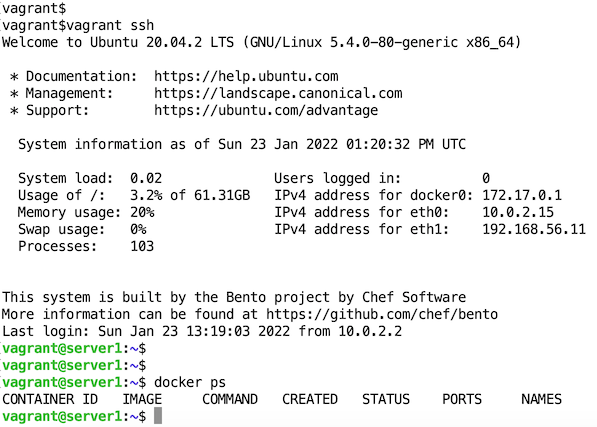 vagrant$
vagrant$vagrant ssh
Welcome to Ubuntu 20.04.2 LTS (GNU/Linux 5.4.0-80-generic x86_64)
* Documentation:  https://help.ubuntu.com
* Management:     https://landscape.canonical.com
* Support:        https://ubuntu.com/advantage
System information as of Sun 23 Jan 2022 01:20:32 PM UTC
System load:  0.02              Users logged in:          0
Usage of /:   3.2% of 61.31GB   IPv4 address for docker0: 172.17.0.1
Memory usage: 20%               IPv4 address for eth0:    10.0.2.15
Swap usage:   0%                IPv4 address for eth1:    192.168.56.11
Processes:    103
This system is built by the Bento project by Chef Software
More information can be found at https://github.com/chef/bento
Last login: Sun Jan 23 13:19:03 2022 from 10.0.2.2
vagrant@server1:~$
vagrant@server1:~$
vagrant@server1:~$ docker ps
CONTAINER ID   IMAGE     COMMAND   CREATED   STATUS    PORTS     NAMES
vagrant@server1:~$